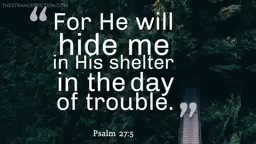 “For He will
hide me
in His shelter
in the day
of trouble.”
Psalm 27:5